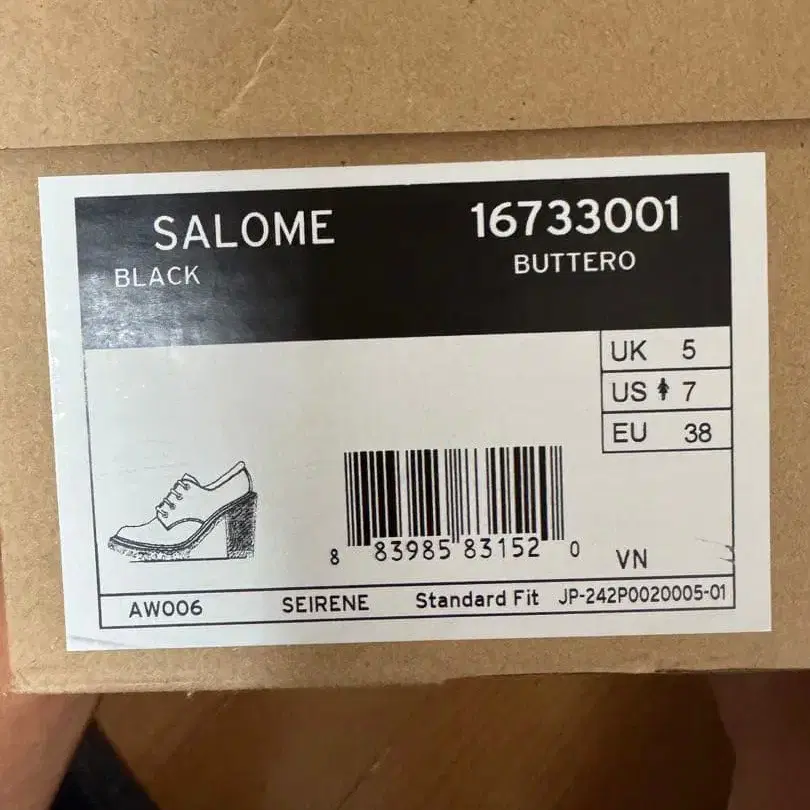 SALOME 16733001
BLACK BUTTERO
UK 5
US 7
EU 38
8 83985 83152 0 VN
AW006 SEIRENE Standard Fit JP-242P0020005-01